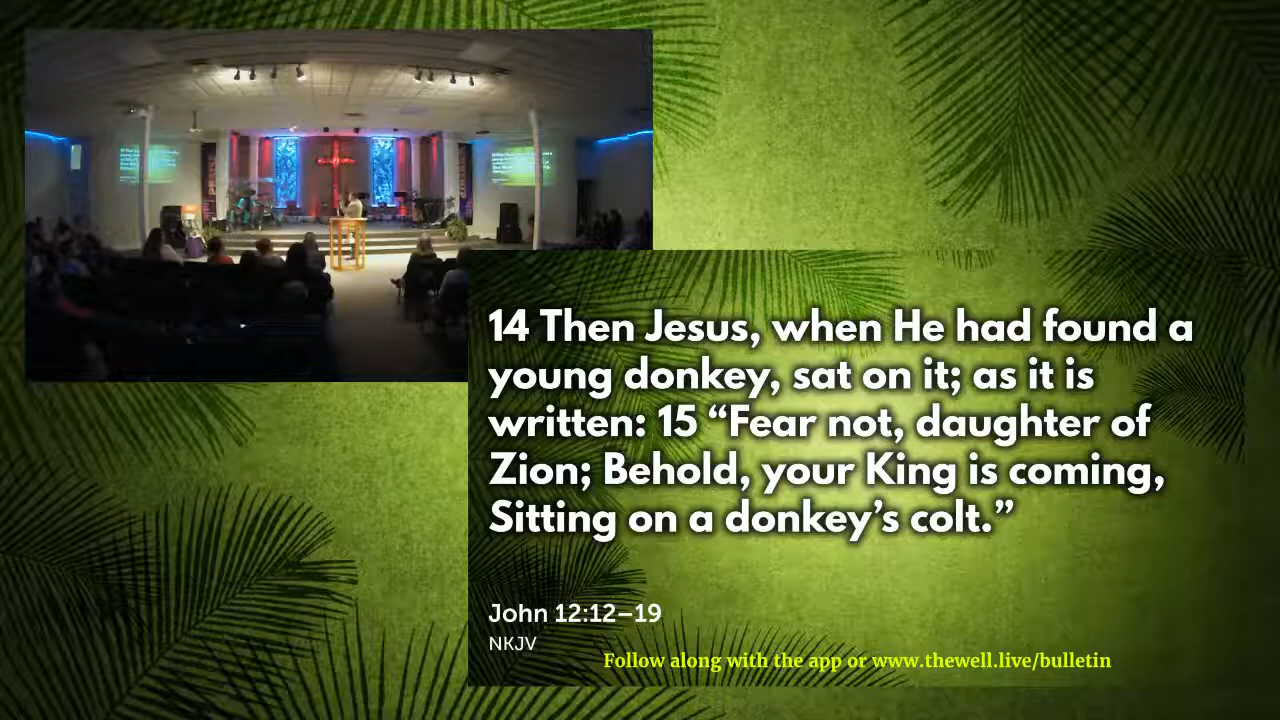 14 Then Jesus, when He had found a
young donkey, sat on it; as it is
written: 15 “Fear not, daughter of
Zion; Behold, your King is coming,
Sitting on a donkey’s colt.”
John 12:12–19
NKJV
Follow along with the app or www.thewell.live/bulletin